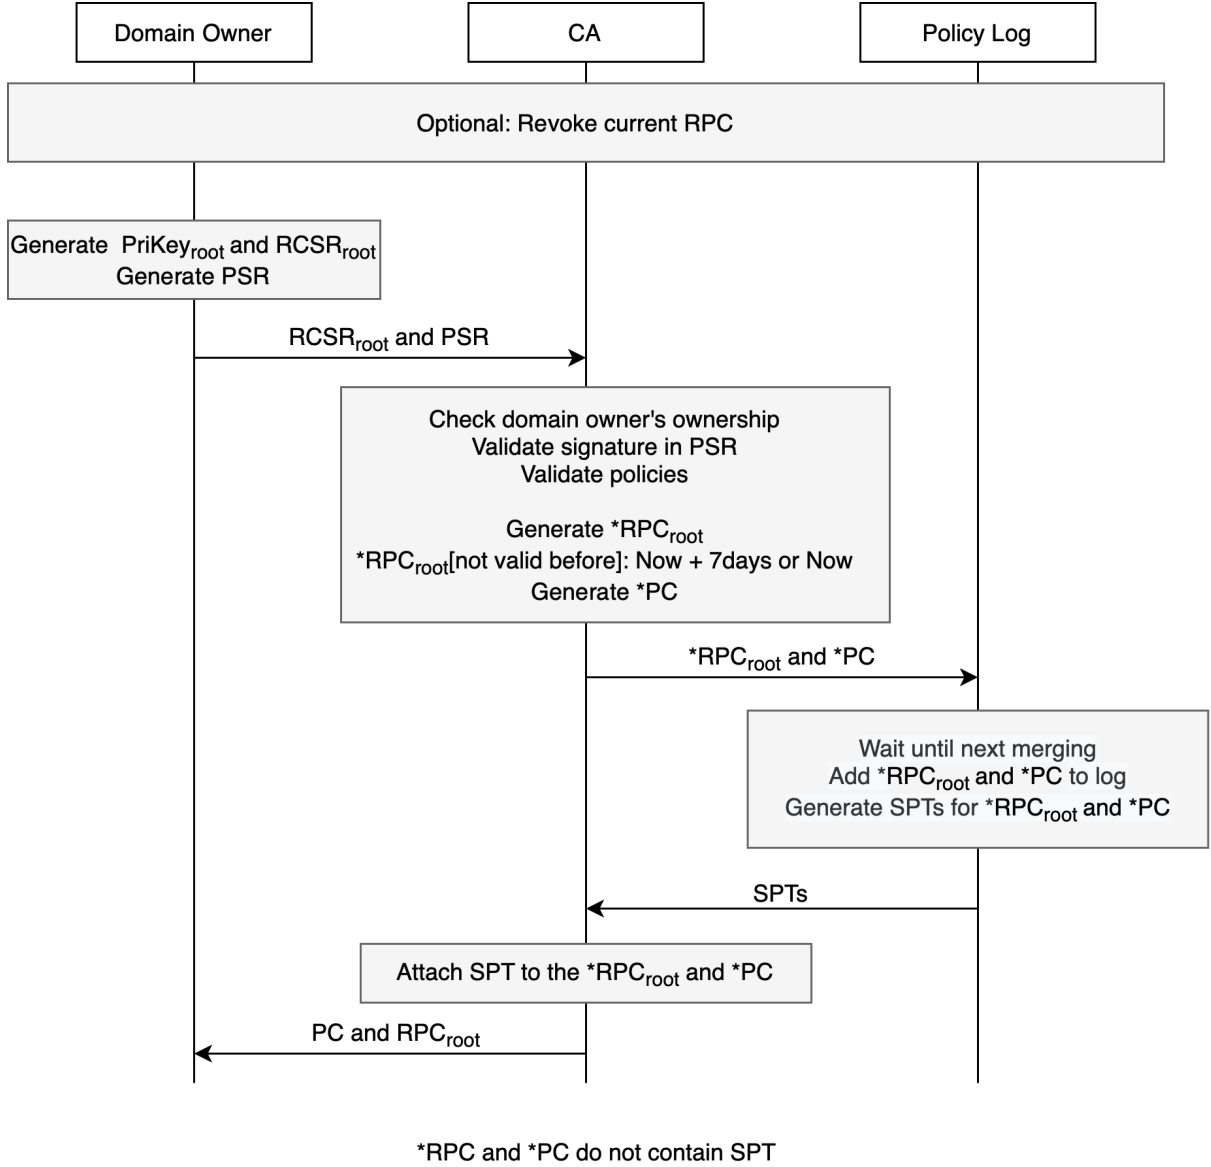 Domain Owner
CA
Policy Log
Optional: Revoke current RPC
Generate PriKeyroot and RCSRroot
Generate PSR
RCSRroot and PSR
Check domain owner's ownership
Validate signature in PSR
Validate policies
Generate *RPCroot
*RPCroot[not valid before]: Now + 7days or Now
Generate *PC
*RPCroot and *PC
Wait until next merging
Add *RPCroot and *PC to log
Generate SPTs for *RPCroot and *PC
SPTs
Attach SPT to the *RPCroot and *PC
PC and RPCroot
*RPC and *PC do not contain SPT